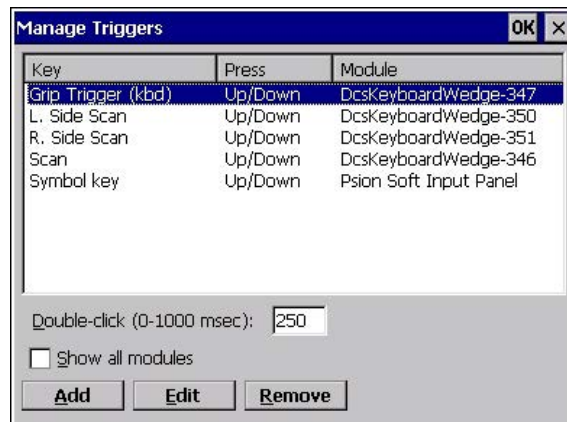 Manage Triggers OK ×
Key Press Module
Grip Trigger (kbd) Up/Down DcsKeyboardWedge-347
L. Side Scan Up/Down DcsKeyboardWedge-350
R. Side Scan Up/Down DcsKeyboardWedge-351
Scan Up/Down DcsKeyboardWedge-346
Symbol key Up/Down Psion Soft Input Panel
Double-click (0-1000 msec): 250
Show all modules
Add Edit Remove